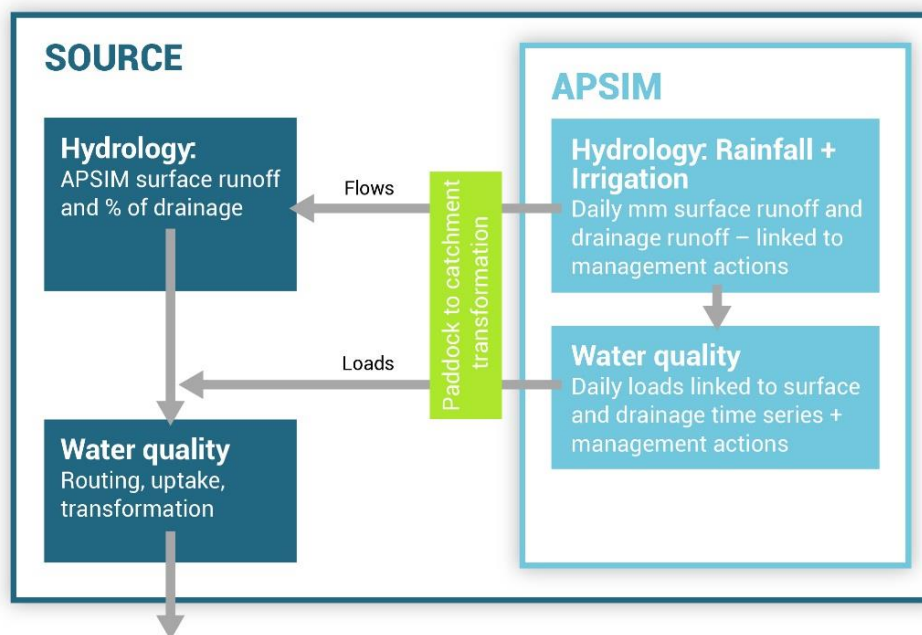 SOURCE
Hydrology:
APSIM surface runoff
and % of drainage
Flows
Loads
Water quality
Routing, uptake,
transformation
Paddock to catchment
transformation
APSIM
Hydrology: Rainfall +
Irrigation
Daily mm surface runoff and
drainage runoff – linked to
management actions
Water quality
Daily loads linked to surface
and drainage time series +
management actions